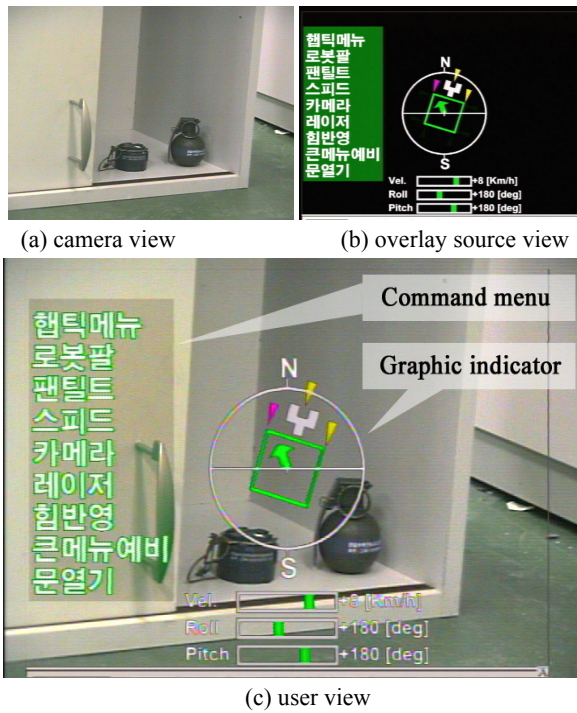 햅틱메뉴
로봇팔
팬틸트
스피드
카메라
레이저
힘반영
큰메뉴예비
문열기
N
S
Vel. +8 [Km/h]
Roll +180 [deg]
Pitch +180 [deg]
(a) camera view
(b) overlay source view
Command menu
Graphic indicator
햅틱메뉴
로봇팔
팬틸트
스피드
카메라
레이저
힘반영
큰메뉴예비
문열기
N
S
Vel. +8 [Km/h]
Roll +180 [deg]
Pitch +180 [deg]
(c) user view